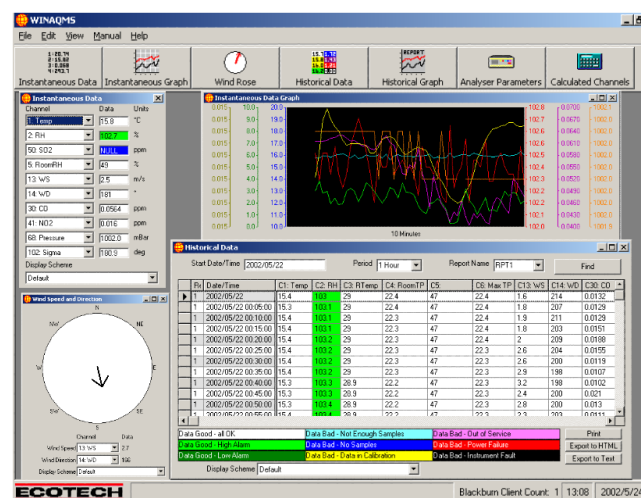 WINAQMS
File Edit View Manual Help
Instantaneous Data Instantaneous Graph Wind Rose Historical Data Historical Graph Analyser Parameters Calculated Channels
Instantaneous Data
Channel Data Units
1: Temp 15.8 °C
2: RH 102.7 %
50: SO2 NULL ppm
5: RoomRH 49 %
13: WS 2.5 m/s
14: WD 181 °
30: CO 0.0564 ppm
41: NO2 0.016 ppm
68: Pressure 1002.0 mBar
102: Sigma 180.9 deg
Display Scheme
Default
Instantaneous Data Graph
10 Minutes
Wind Speed and Direction
N
NW NE
W E
SW SE
S
Channel Data
Wind Speed 13: WS 2.7
Wind Direction 14: WD 166
Display Scheme Default
Historical Data
Start Date/Time 2002/05/22 Period 1 Hour Report Name RPT1 Find
Date/Time C1: Temp C2: RH C3: RTemp C4: RoomTP C5: C6: Max TP C13: WS C14: WD C30: CO
1 2002/05/22 15.4 103 29 22.4 47 22.4 1.6 214 0.0132
1 2002/05/22 00:05:00 15.3 103.1 29 22.4 47 22.4 1.8 207 0.0129
1 2002/05/22 00:10:00 15.4 103.1 29 22.3 47 22.4 1.9 211 0.0129
1 2002/05/22 00:15:00 15.4 103.1 29 22.3 47 22.3 1.8 203 0.0151
1 2002/05/22 00:20:00 15.4 103.2 29 22.3 47 22.4 2 209 0.0188
1 2002/05/22 00:25:00 15.4 103.2 29 22.3 47 22.3 2.6 204 0.0155
1 2002/05/22 00:30:00 15.4 103.2 29 22.3 47 22.3 2.6 200 0.0119
1 2002/05/22 00:35:00 15.4 103.2 29 22.3 47 22.3 2.9 198 0.0107
1 2002/05/22 00:40:00 15.3 103.3 28.9 22.2 47 22.3 3.2 198 0.0102
1 2002/05/22 00:45:00 15.3 103.3 28.9 22.2 47 22.3 2.4 200 0.021
1 2002/05/22 00:50:00 15.3 103.4 28.9 22.2 47 22.3 2.8 200 0.013
Data Good - all OK Data Bad - Not Enough Samples Data Bad - Out of Service Print
Data Good - High Alarm Data Bad - No Samples Data Bad - Power Failure Export to HTML
Data Good - Low Alarm Data Bad - Data in Calibration Data Bad - Instrument Fault Export to Text
Display Scheme Default
ECOTECH Blackburn Client Count: 1 13:08 2002/5/24